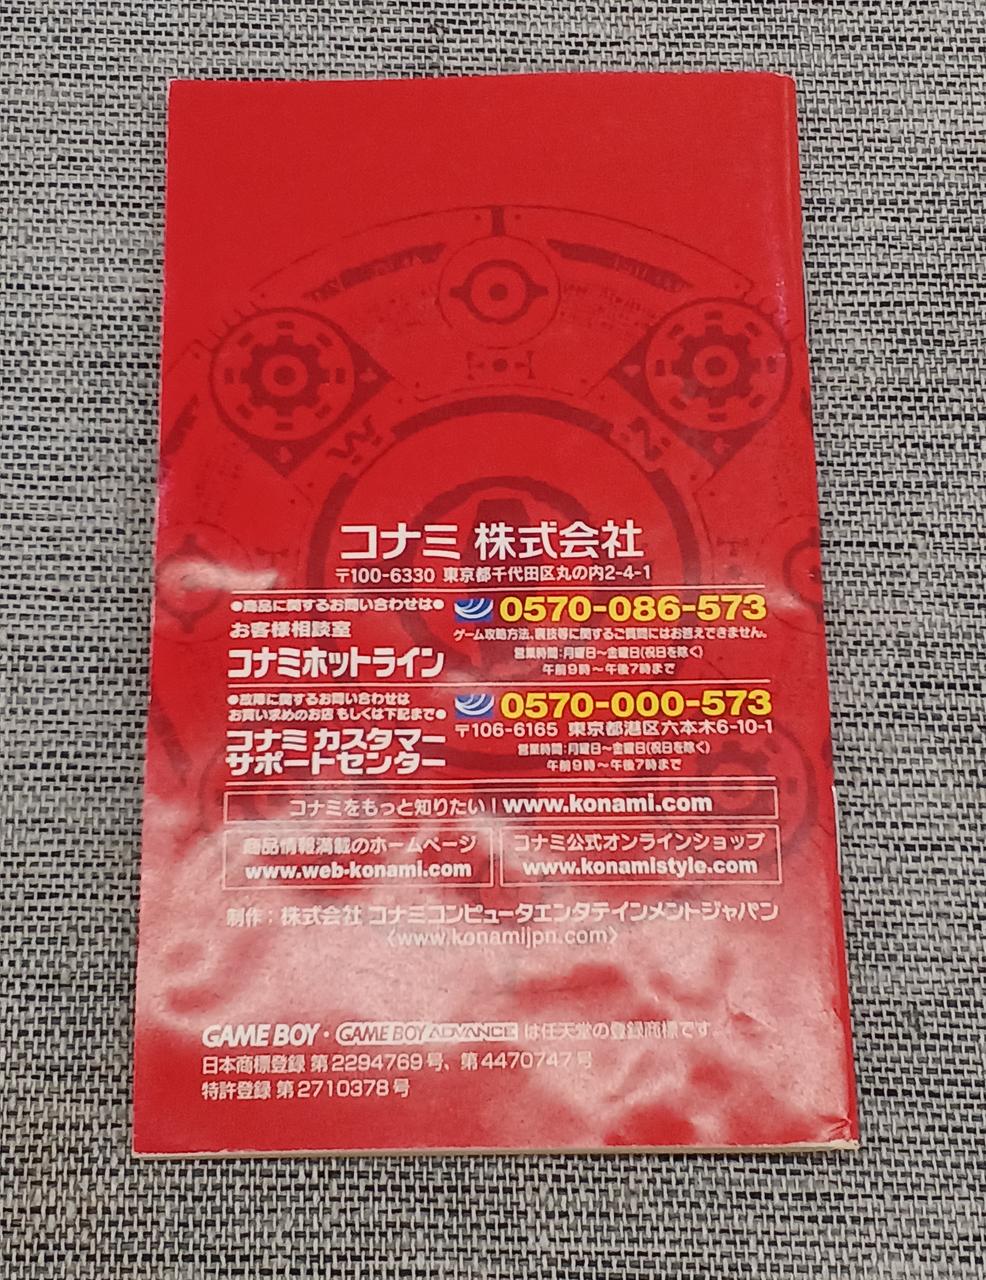 W
N
コナミ 株式会社
〒100-6330 東京都千代田区丸の内2-4-1
●商品に関するお問い合わせは●
お客様相談室
コナミホットライン
0570-086-573
ゲーム攻略方法、裏技等に関するご質問にはお答えできません。
営業時間:月曜日〜金曜日(祝日を除く)
午前9時〜午後7時まで
●故障に関するお問い合わせは
お買い求めのお店 もしくは下記まで●
コナミ カスタマー
サポートセンター
0570-000-573
〒106-6165 東京都港区六本木6-10-1
営業時間:月曜日〜金曜日(祝日を除く)
午前9時〜午後7時まで
コナミをもっと知りたい! www.konami.com
商品情報満載のホームページ
www.web-konami.com
コナミ公式オンラインショップ
www.konamistyle.com
制作：株式会社 コナミコンピュータエンタテインメントジャパン
〈www.konamijpn.com〉
GAME BOY・GAME BOY ADVANCE は任天堂の登録商標です。
日本商標登録 第2294769号、第4470747号
特許登録 第2710378号